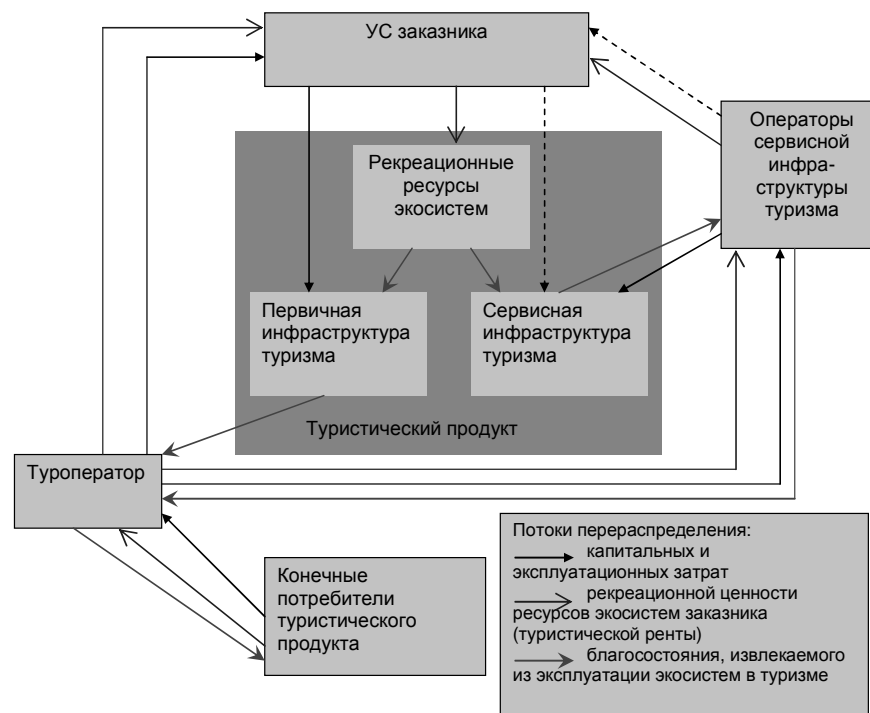 УС заказника
Операторы
сервисной
инфра-
структуры
туризма
Рекреационные
ресурсы
экосистем
Первичная
инфраструктура
туризма
Сервисная
инфраструктура
туризма
Туристический продукт
Туроператор
Конечные
потребители
туристического
продукта
Потоки перераспределения:
капитальных и
эксплуатационных затрат
рекреационной ценности
ресурсов экосистем заказника
(туристической ренты)
благосостояния, извлекаемого
из эксплуатации экосистем в туризме